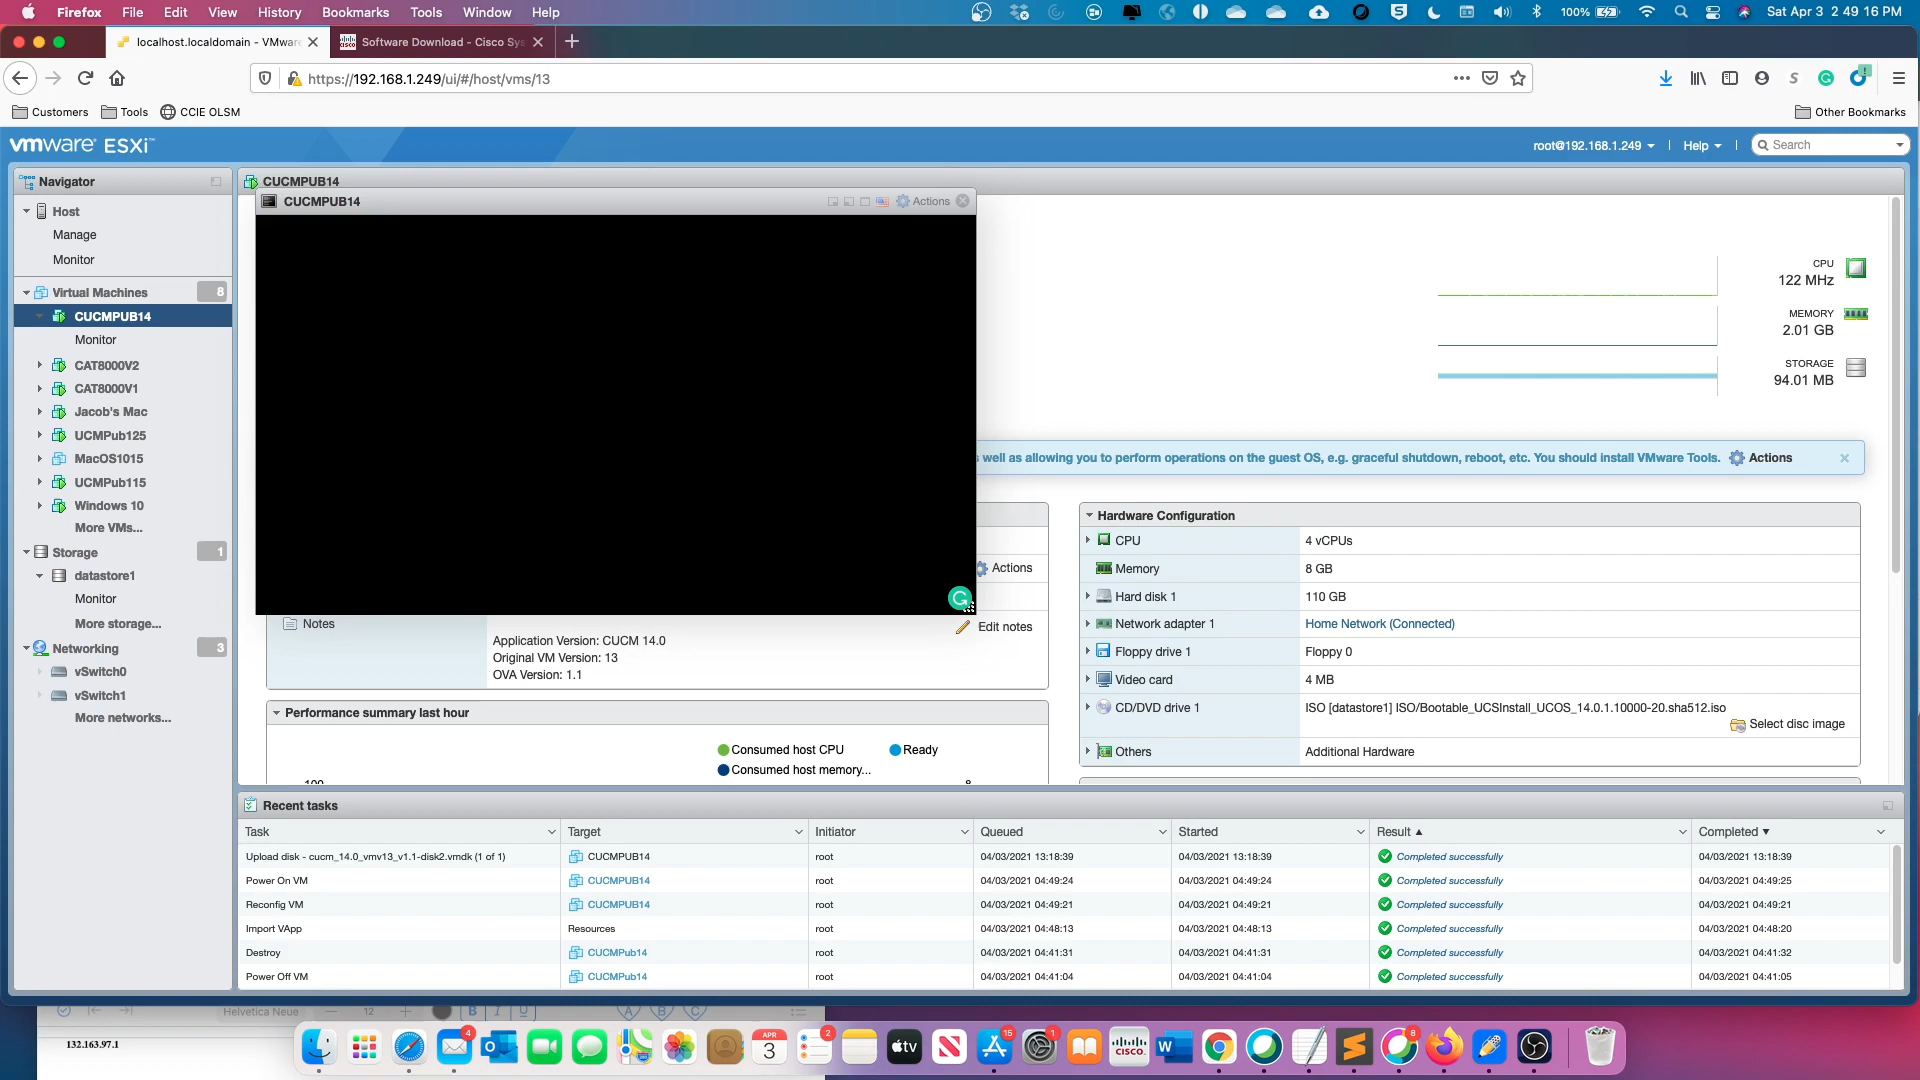 Firefox File Edit View History Bookmarks Tools Window Help 100% Sat Apr 3 2 49 16 PM
localhost.localdomain - VMware Software Download - Cisco Sys
https://192.168.1.249/ui/#/host/vms/13
Customers Tools CCIE OLSM Other Bookmarks
vmware ESXi root@192.168.1.249 | Help | Search
Navigator
Host
Manage
Monitor
Virtual Machines 8
CUCMPUB14
Monitor
CAT8000V2
CAT8000V1
Jacob's Mac
UCMPub125
MacOS1015
UCMPub115
Windows 10
More VMs...
Storage 1
datastore1
Monitor
More storage...
Networking 3
vSwitch0
vSwitch1
More networks...
CUCMPUB14
CUCMPUB14 Actions
CPU
122 MHz
MEMORY
2.01 GB
STORAGE
94.01 MB
well as allowing you to perform operations on the guest OS, e.g. graceful shutdown, reboot, etc. You should install VMware Tools. Actions
Actions
Notes
Application Version: CUCM 14.0
Original VM Version: 13
OVA Version: 1.1
Edit notes
Performance summary last hour
Consumed host CPU Ready
Consumed host memory...
Hardware Configuration
CPU 4 vCPUs
Memory 8 GB
Hard disk 1 110 GB
Network adapter 1 Home Network (Connected)
Floppy drive 1 Floppy 0
Video card 4 MB
CD/DVD drive 1 ISO [datastore1] ISO/Bootable_UCSInstall_UCOS_14.0.1.10000-20.sha512.iso
Select disc image
Others Additional Hardware
Recent tasks
Task Target Initiator Queued Started Result Completed
Upload disk - cucm_14.0_vmv13_v1.1-disk2.vmdk (1 of 1) CUCMPUB14 root 04/03/2021 13:18:39 04/03/2021 13:18:39 Completed successfully 04/03/2021 13:18:39
Power On VM CUCMPUB14 root 04/03/2021 04:49:24 04/03/2021 04:49:24 Completed successfully 04/03/2021 04:49:25
Reconfig VM CUCMPUB14 root 04/03/2021 04:49:21 04/03/2021 04:49:21 Completed successfully 04/03/2021 04:49:21
Import VApp Resources root 04/03/2021 04:48:13 04/03/2021 04:48:13 Completed successfully 04/03/2021 04:48:20
Destroy CUCMPub14 root 04/03/2021 04:41:31 04/03/2021 04:41:31 Completed successfully 04/03/2021 04:41:32
Power Off VM CUCMPub14 root 04/03/2021 04:41:04 04/03/2021 04:41:04 Completed successfully 04/03/2021 04:41:05
Helvetica Neue 12 B I U
132.163.97.1
4 APR 3 2 tv 15 1 CISCO 8